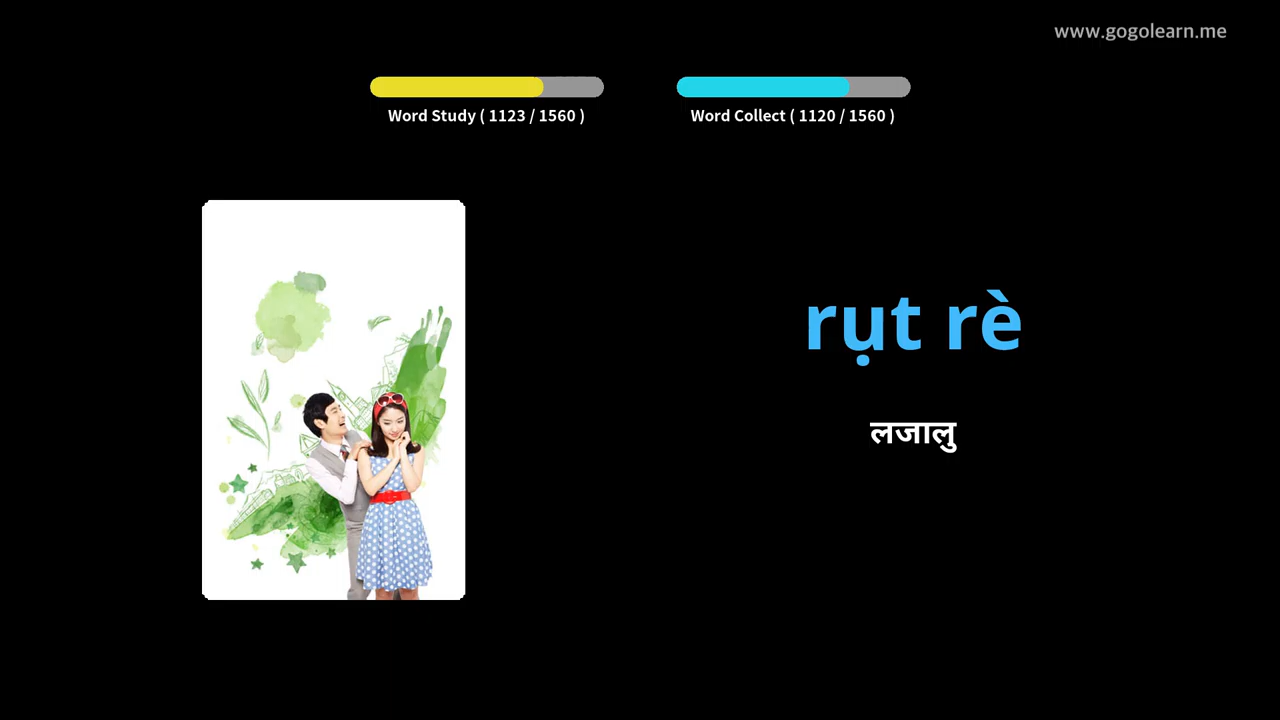 www.gogolearn.me
Word Study ( 1123 / 1560 )
Word Collect ( 1120 / 1560 )
rụt rè
लजालु